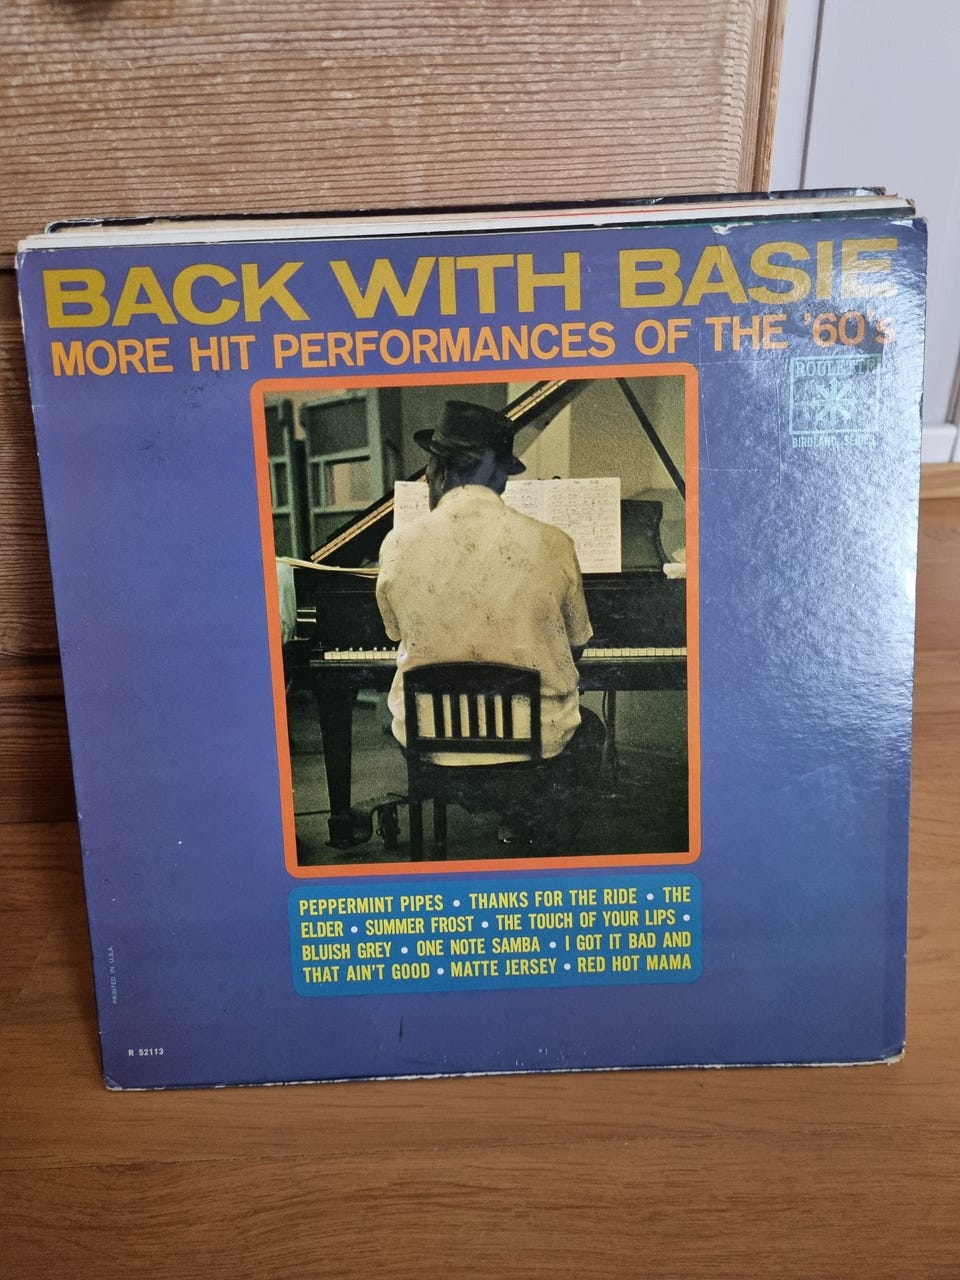 BACK WITH BASIE
MORE HIT PERFORMANCES OF THE '60's
ROULETTE
BIRDLAND SERIES
PEPPERMINT PIPES • THANKS FOR THE RIDE • THE
ELDER • SUMMER FROST • THE TOUCH OF YOUR LIPS •
BLUISH GREY • ONE NOTE SAMBA • I GOT IT BAD AND
THAT AIN'T GOOD • MATTE JERSEY • RED HOT MAMA
PRINTED IN U.S.A.
R 52113